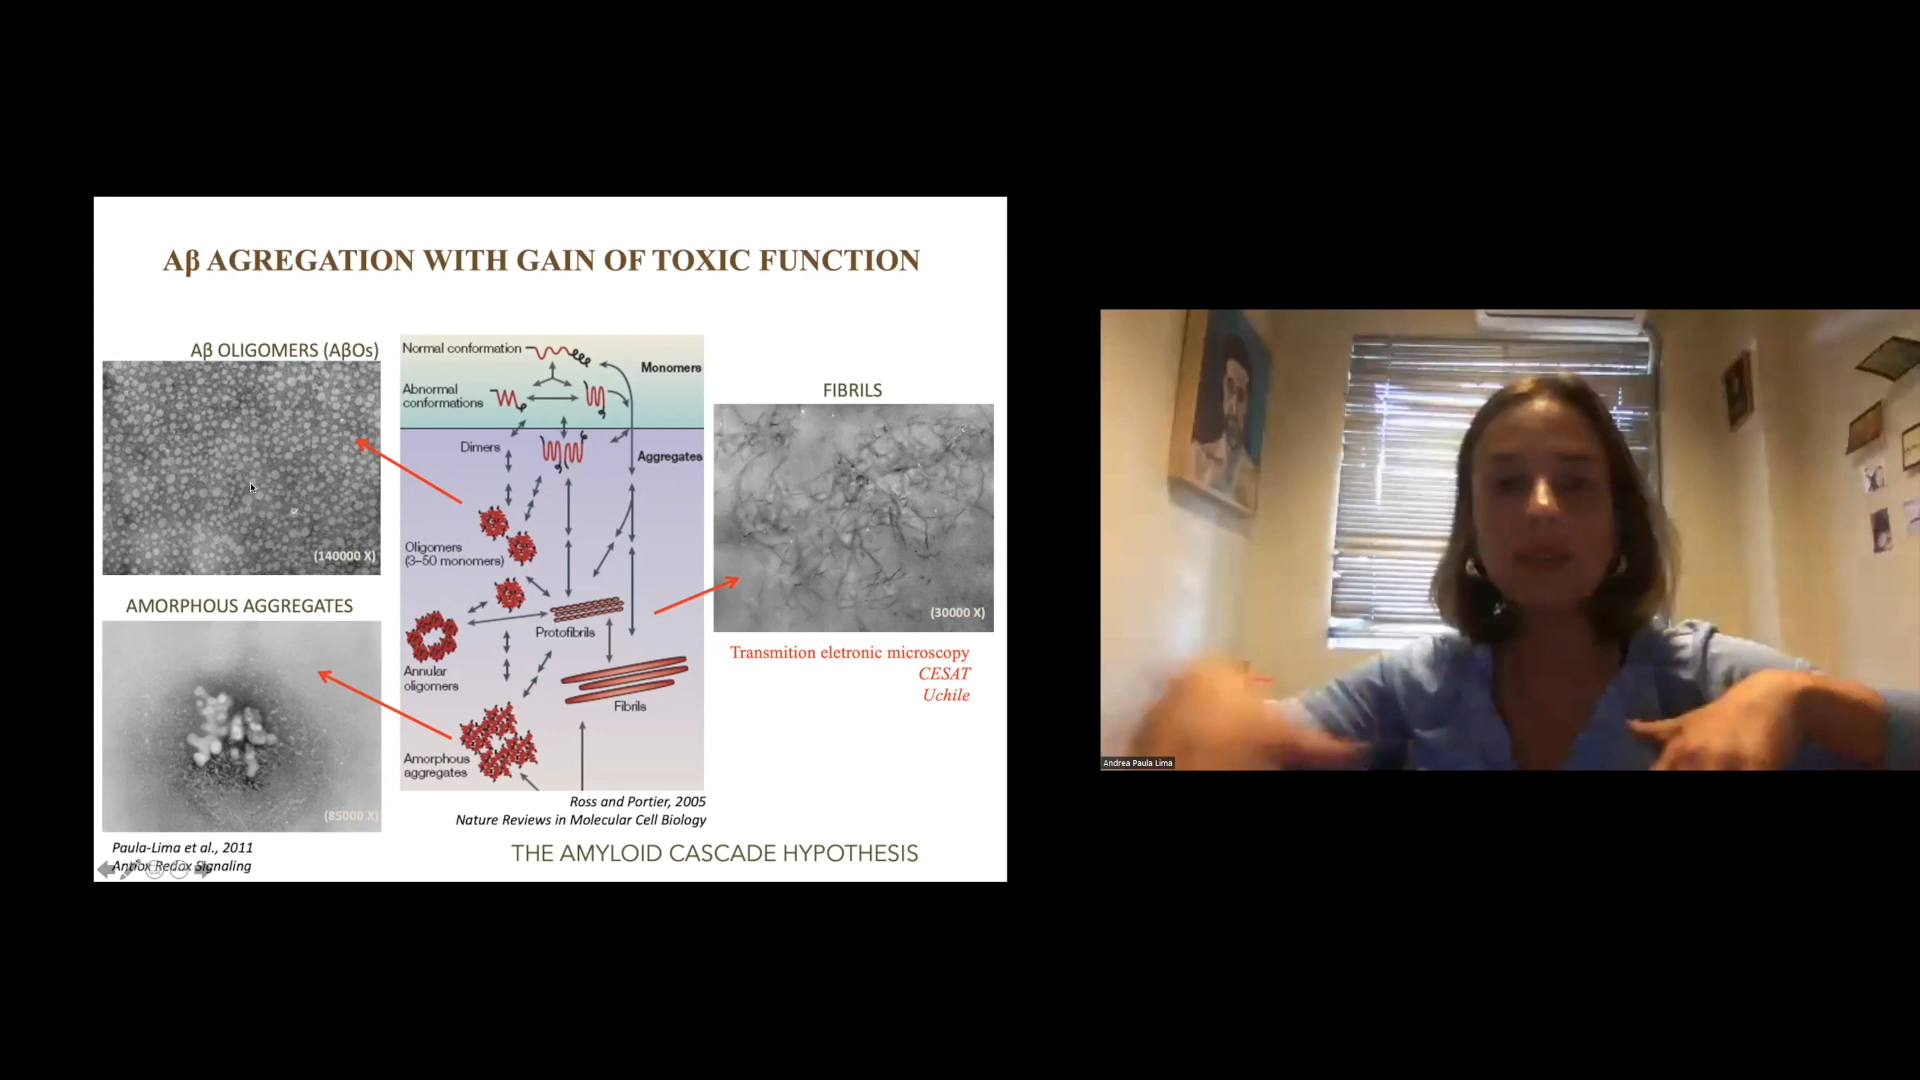 Aβ AGREGATION WITH GAIN OF TOXIC FUNCTION
Aβ OLIGOMERS (AβOs)
(140000 X)
AMORPHOUS AGGREGATES
(85000 X)
Paula-Lima et al., 2011
Antiox Redox Signaling
Normal conformation
Monomers
Abnormal
conformations
Dimers
Aggregates
Oligomers
(3–50 monomers)
Protofibrils
Annular
oligomers
Fibrils
Amorphous
aggregates
Ross and Portier, 2005
Nature Reviews in Molecular Cell Biology
FIBRILS
(30000 X)
Transmition eletronic microscopy
CESAT
Uchile
THE AMYLOID CASCADE HYPOTHESIS
Andrea Paula Lima